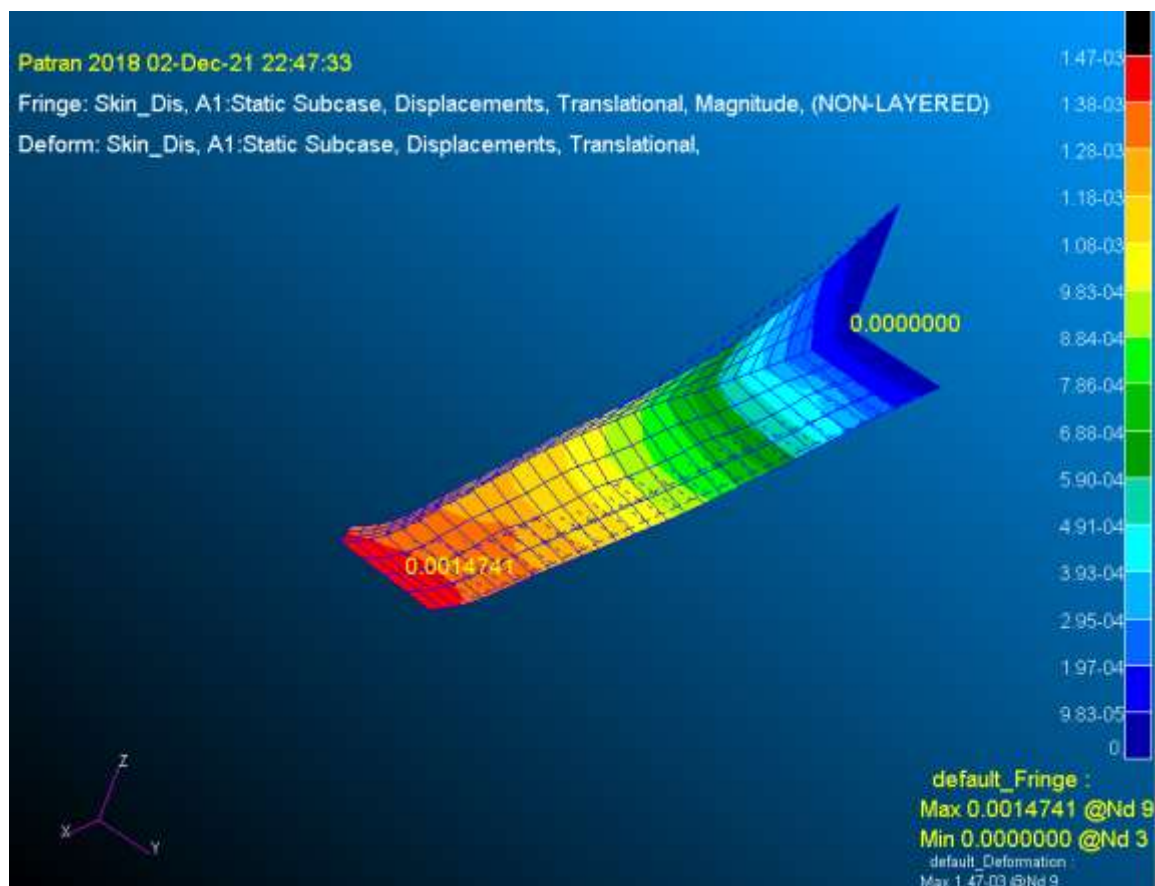 Patran 2018 02-Dec-21 22:47:33
Fringe: Skin_Dis, A1:Static Subcase, Displacements, Translational, Magnitude, (NON-LAYERED)
Deform: Skin_Dis, A1:Static Subcase, Displacements, Translational,
1.47-03
1.38-03
1.28-03
1.18-03
1.08-03
9.83-04
8.84-04
7.86-04
6.88-04
5.90-04
4.91-04
3.93-04
2.95-04
1.97-04
9.83-05
0.
0.0000000
0.0014741
Z
X
Y
default_Fringe :
Max 0.0014741 @Nd 9
Min 0.0000000 @Nd 3
default_Deformation :
Max 1.47-03 @Nd 9